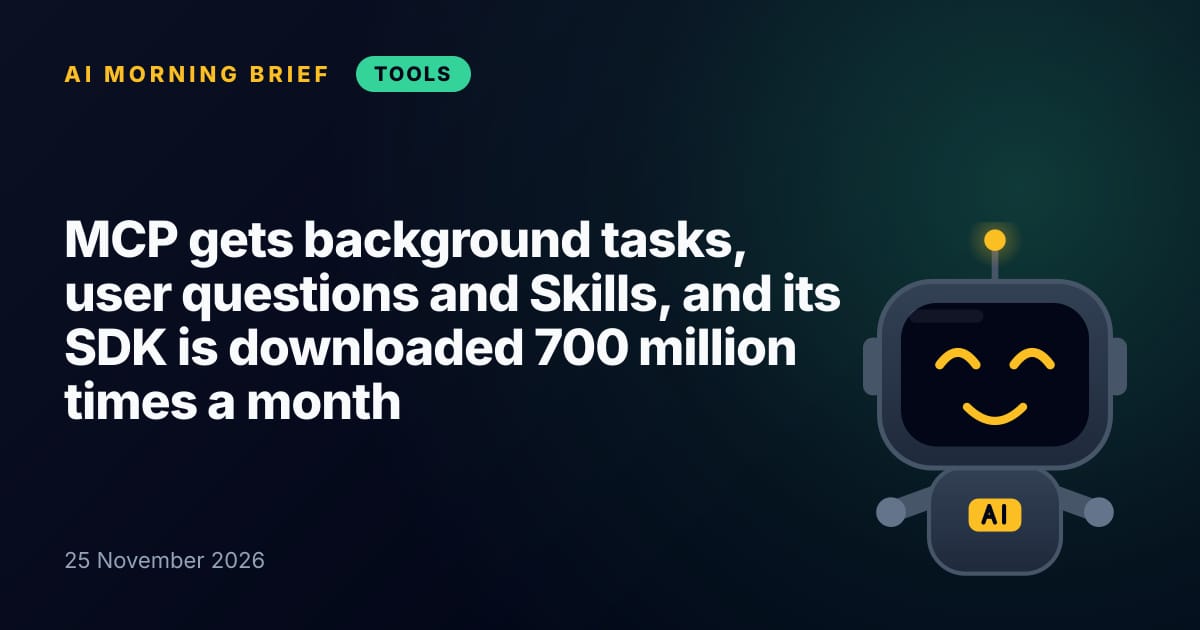 AI MORNING BRIEF TOOLS
MCP gets background tasks,
user questions and Skills, and its
SDK is downloaded 700 million
times a month
AI
25 November 2026